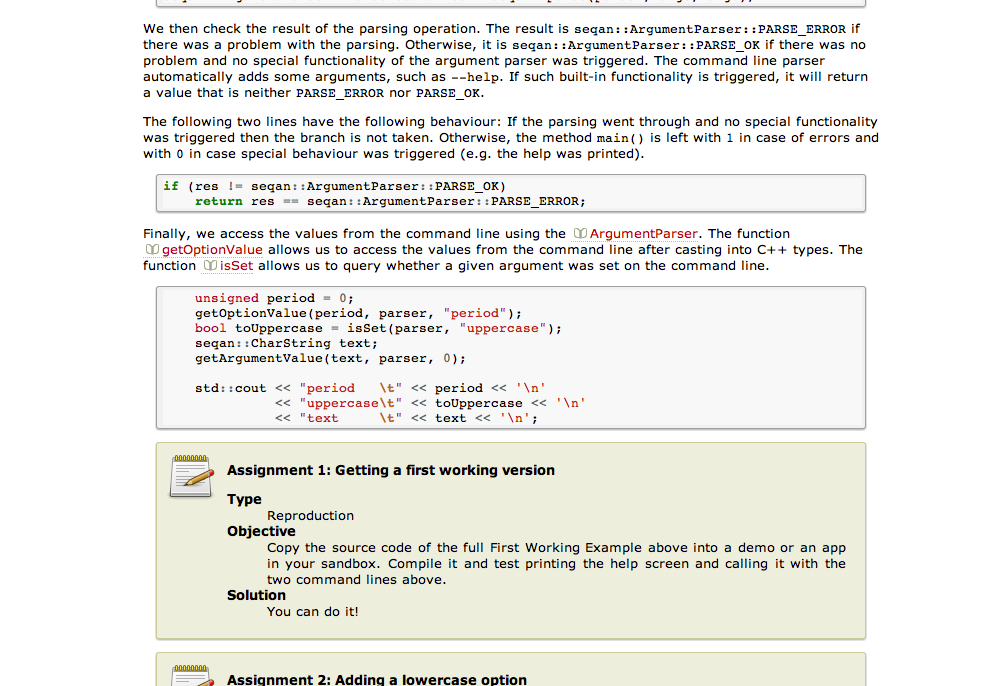 We then check the result of the parsing operation. The result is seqan::ArgumentParser::PARSE_ERROR if
there was a problem with the parsing. Otherwise, it is seqan::ArgumentParser::PARSE_OK if there was no
problem and no special functionality of the argument parser was triggered. The command line parser
automatically adds some arguments, such as --help. If such built-in functionality is triggered, it will return
a value that is neither PARSE_ERROR nor PARSE_OK.
The following two lines have the following behaviour: If the parsing went through and no special functionality
was triggered then the branch is not taken. Otherwise, the method main() is left with 1 in case of errors and
with 0 in case special behaviour was triggered (e.g. the help was printed).
if (res != seqan::ArgumentParser::PARSE_OK)
return res == seqan::ArgumentParser::PARSE_ERROR;
Finally, we access the values from the command line using the ArgumentParser. The function
getOptionValue allows us to access the values from the command line after casting into C++ types. The
function isSet allows us to query whether a given argument was set on the command line.
unsigned period = 0;
getOptionValue(period, parser, "period");
bool toUppercase = isSet(parser, "uppercase");
seqan::CharString text;
getArgumentValue(text, parser, 0);
std::cout << "period   \t" << period << '\n'
<< "uppercase\t" << toUppercase << '\n'
<< "text     \t" << text << '\n';
Assignment 1: Getting a first working version
Type
Reproduction
Objective
Copy the source code of the full First Working Example above into a demo or an app
in your sandbox. Compile it and test printing the help screen and calling it with the
two command lines above.
Solution
You can do it!
Assignment 2: Adding a lowercase option